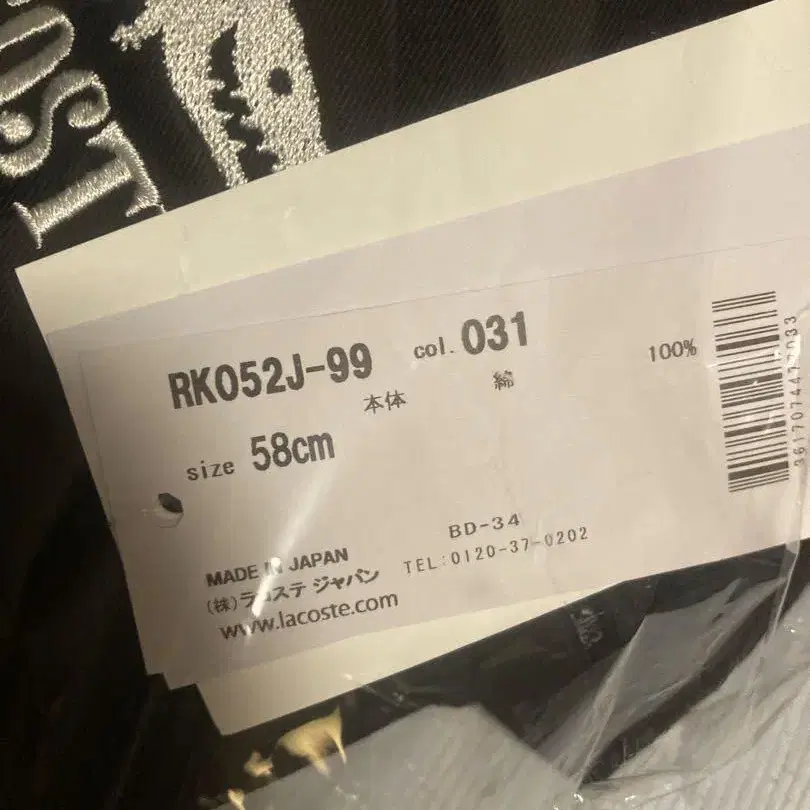 OST
RK052J-99 col. 031
本体 綿 100%
size 58cm
BD-34
MADE IN JAPAN
TEL:0120-37-0202
(株)ラコステ ジャパン
www.lacoste.com